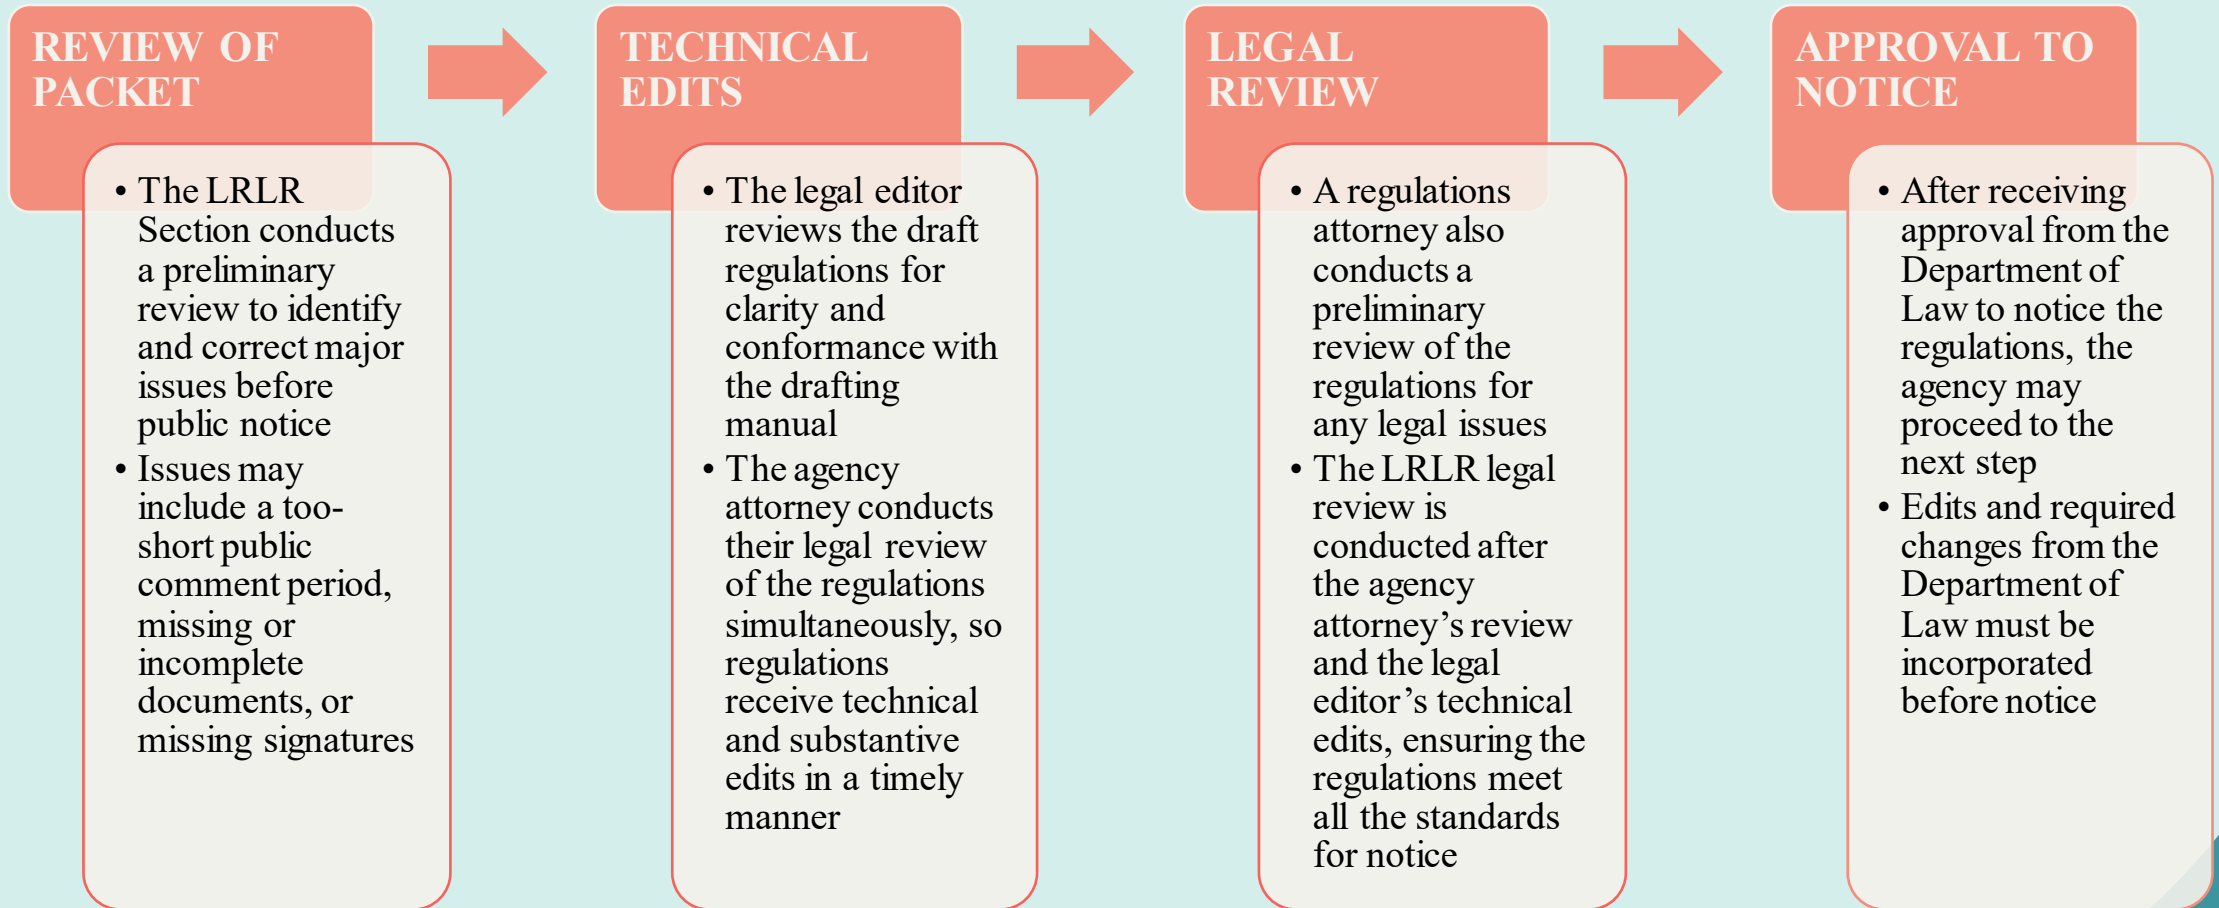 REVIEW OF
PACKET
• The LRLR
Section conducts
a preliminary
review to identify
and correct major
issues before
public notice
• Issues may
include a too-
short public
comment period,
missing or
incomplete
documents, or
missing signatures
TECHNICAL
EDITS
• The legal editor
reviews the draft
regulations for
clarity and
conformance with
the drafting
manual
• The agency
attorney conducts
their legal review
of the regulations
simultaneously, so
regulations
receive technical
and substantive
edits in a timely
manner
LEGAL
REVIEW
• A regulations
attorney also
conducts a
preliminary
review of the
regulations for
any legal issues
• The LRLR legal
review is
conducted after
the agency
attorney’s review
and the legal
editor’s technical
edits, ensuring the
regulations meet
all the standards
for notice
APPROVAL TO
NOTICE
• After receiving
approval from the
Department of
Law to notice the
regulations, the
agency may
proceed to the
next step
• Edits and required
changes from the
Department of
Law must be
incorporated
before notice